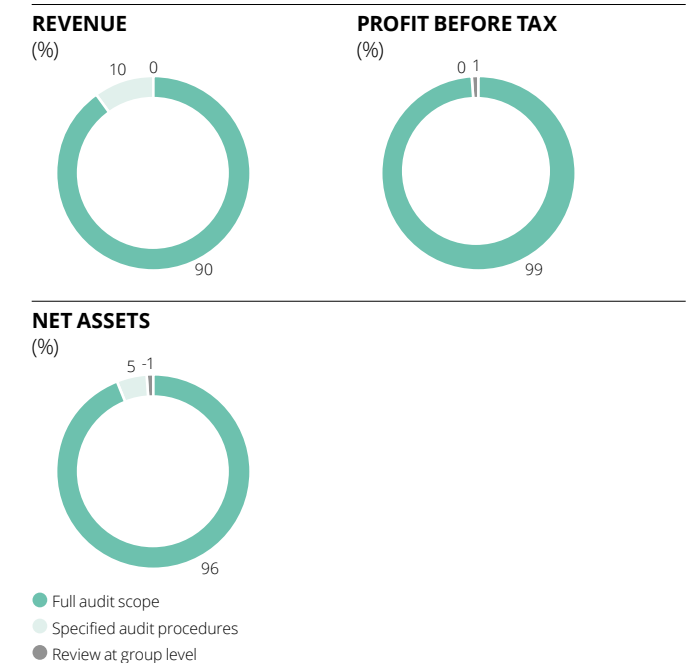 REVENUE
(%)
10 0
90
PROFIT BEFORE TAX
(%)
0 1
99
NET ASSETS
(%)
5 -1
96
Full audit scope
Specified audit procedures
Review at group level